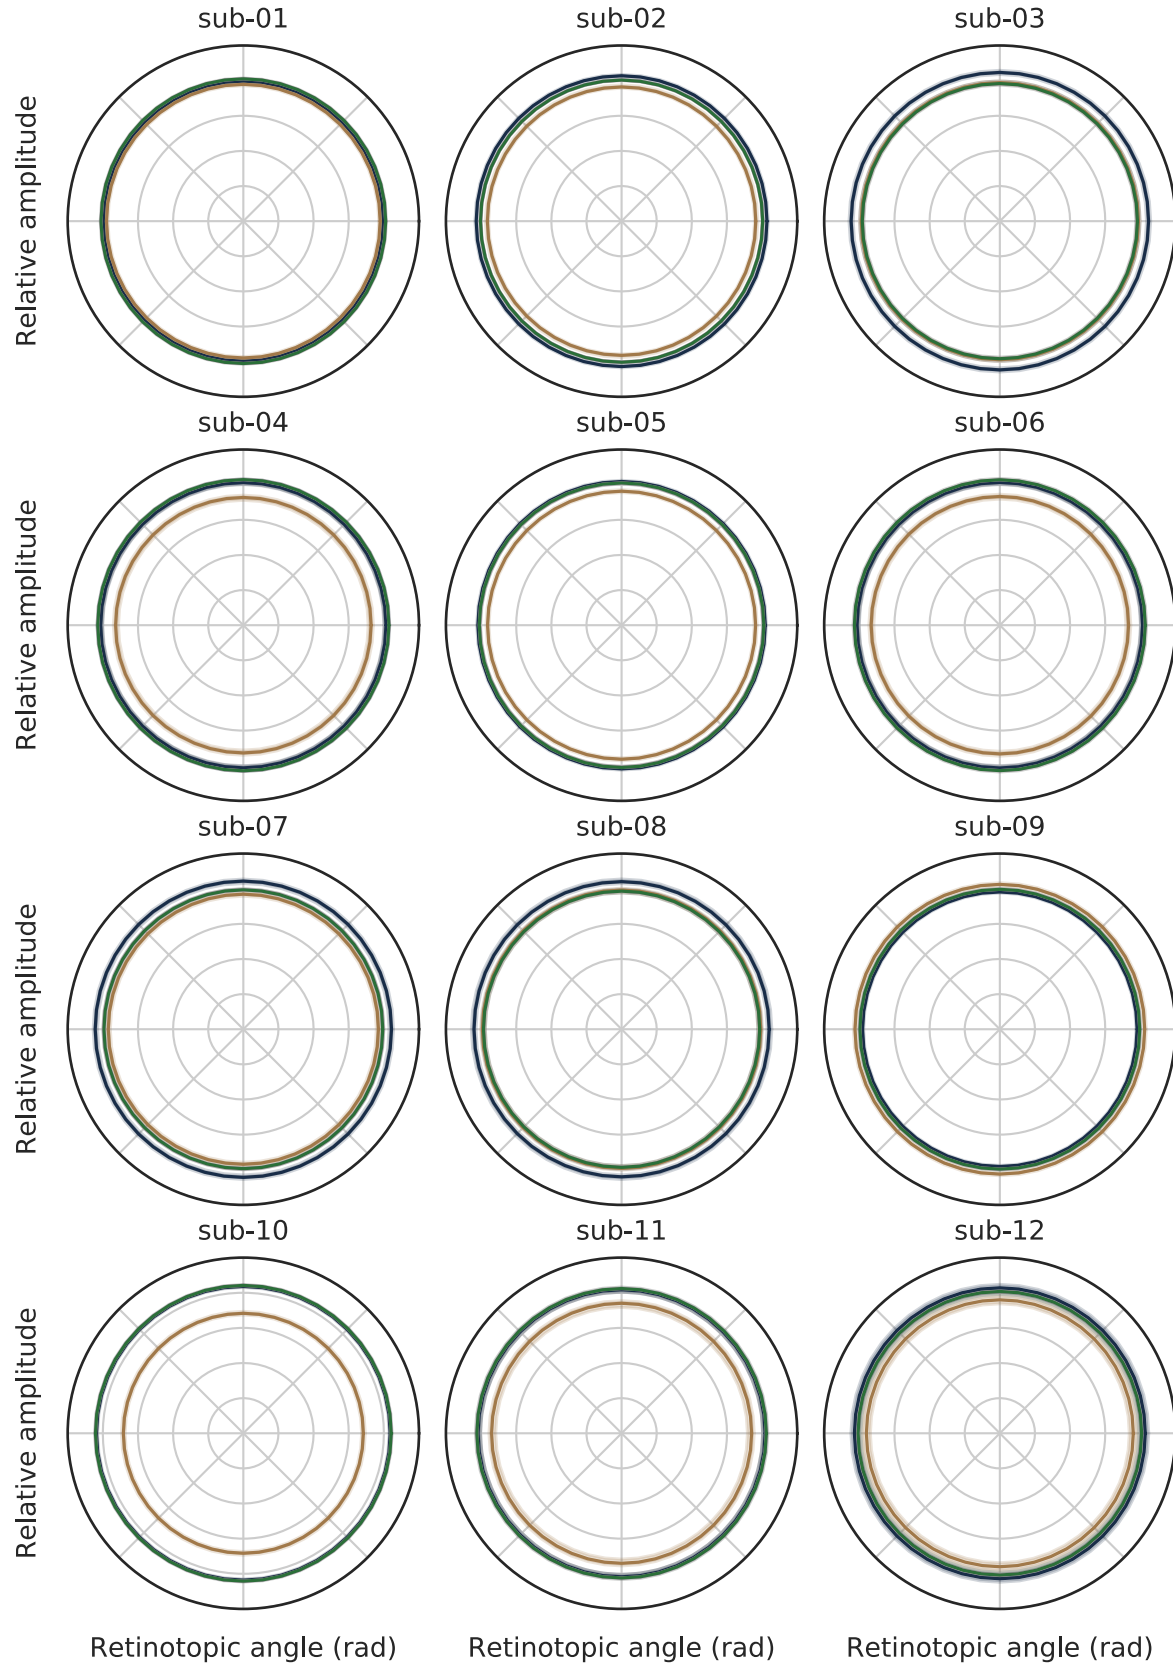 sub-01
sub-02
sub-03
Relative amplitude
sub-04
sub-05
sub-06
Relative amplitude
sub-07
sub-08
sub-09
Relative amplitude
sub-10
sub-11
sub-12
Relative amplitude
Retinotopic angle (rad)
Retinotopic angle (rad)
Retinotopic angle (rad)